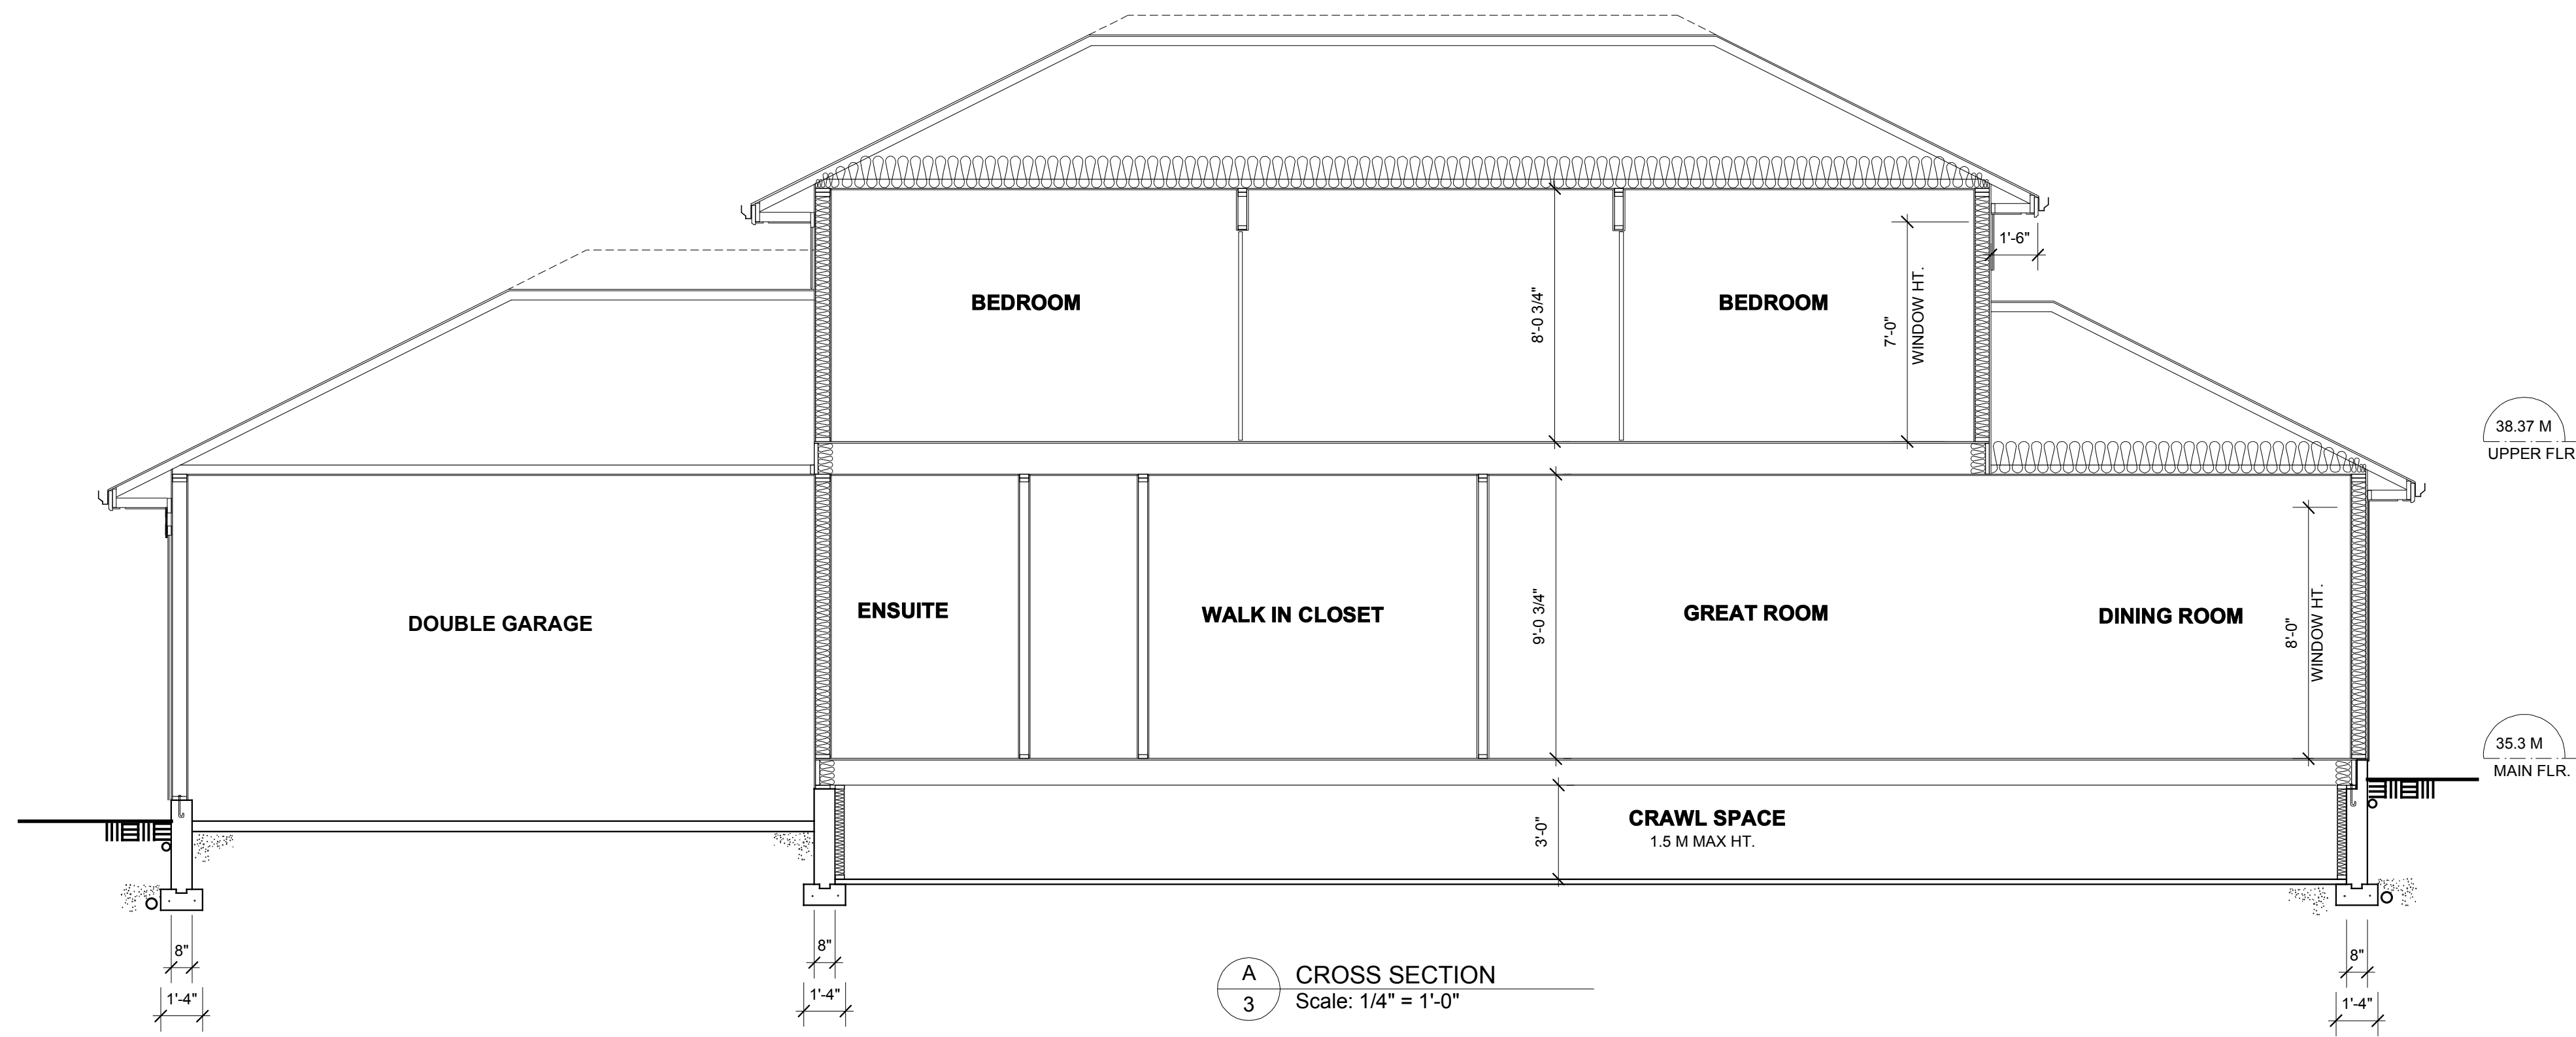 1'-6"
BEDROOM
8'-0 3/4"
BEDROOM
7'-0"
WINDOW HT.
38.37 M
UPPER FLR
DOUBLE GARAGE
ENSUITE
WALK IN CLOSET
9'-0 3/4"
GREAT ROOM
DINING ROOM
8'-0"
WINDOW HT.
35.3 M
MAIN FLR.
3'-0"
CRAWL SPACE
1.5 M MAX HT.
8"
1'-4"
8"
1'-4"
8"
1'-4"
A
3
CROSS SECTION
Scale: 1/4" = 1'-0"